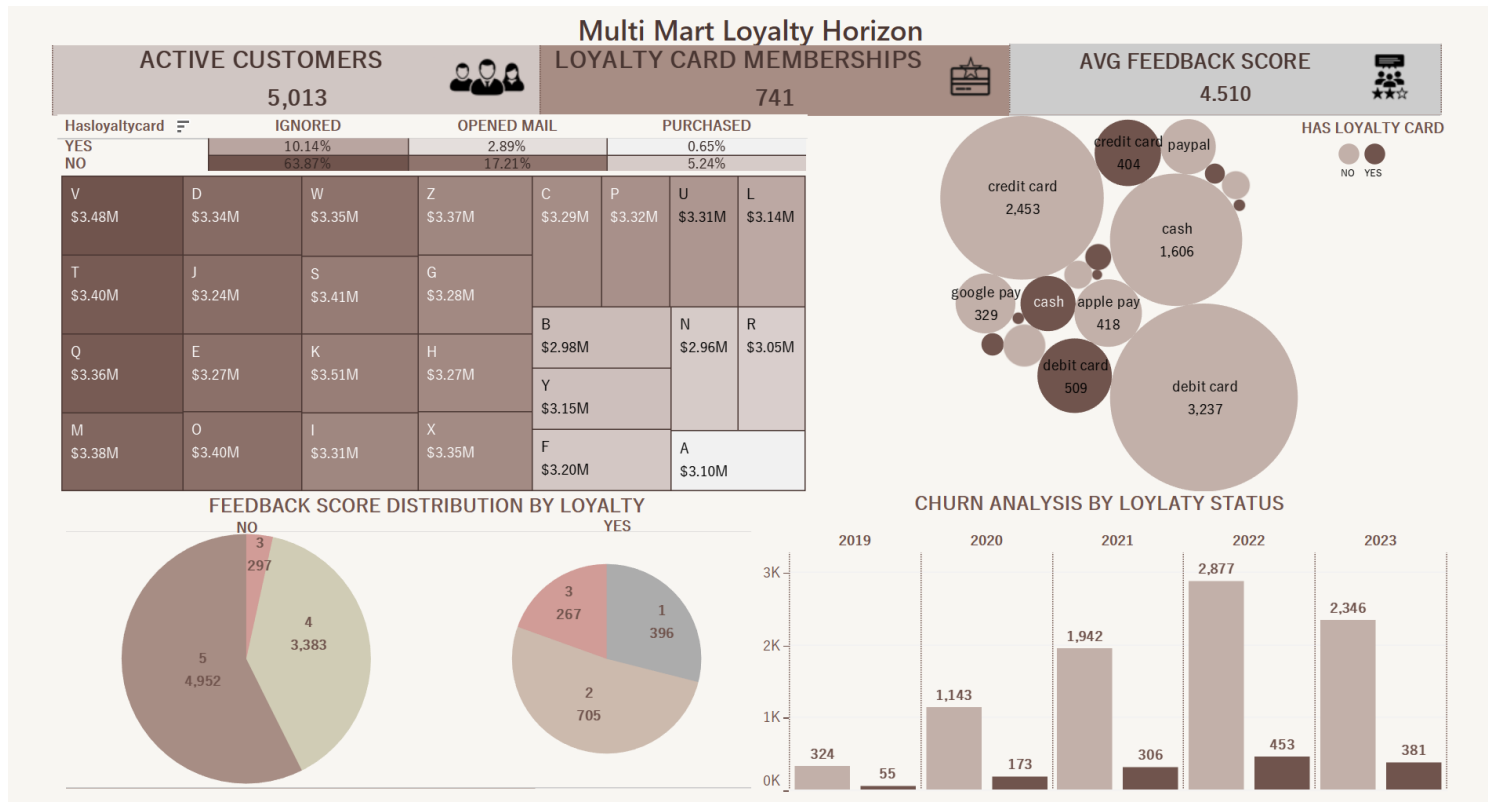 Multi Mart Loyalty Horizon
ACTIVE CUSTOMERS
5,013
LOYALTY CARD MEMBERSHIPS
741
AVG FEEDBACK SCORE
4.510
Hasloyaltycard IGNORED OPENED MAIL PURCHASED
YES 10.14% 2.89% 0.65%
NO 63.87% 17.21% 5.24%
V
$3.48M
D
$3.34M
W
$3.35M
Z
$3.37M
C
$3.29M
P
$3.32M
U
$3.31M
L
$3.14M
T
$3.40M
J
$3.24M
S
$3.41M
G
$3.28M
B
$2.98M
N
$2.96M
R
$3.05M
Q
$3.36M
E
$3.27M
K
$3.51M
H
$3.27M
Y
$3.15M
M
$3.38M
O
$3.40M
I
$3.31M
X
$3.35M
F
$3.20M
A
$3.10M
credit card
2,453
credit card
404
paypal
cash
1,606
google pay
329
cash
apple pay
418
debit card
509
debit card
3,237
HAS LOYALTY CARD
NO YES
FEEDBACK SCORE DISTRIBUTION BY LOYALTY
NO
3
297
4
3,383
5
4,952
YES
3
267
1
396
2
705
CHURN ANALYSIS BY LOYLATY STATUS
2019 2020 2021 2022 2023
3K
2K
1K
0K
324
55
1,143
173
1,942
306
2,877
453
2,346
381